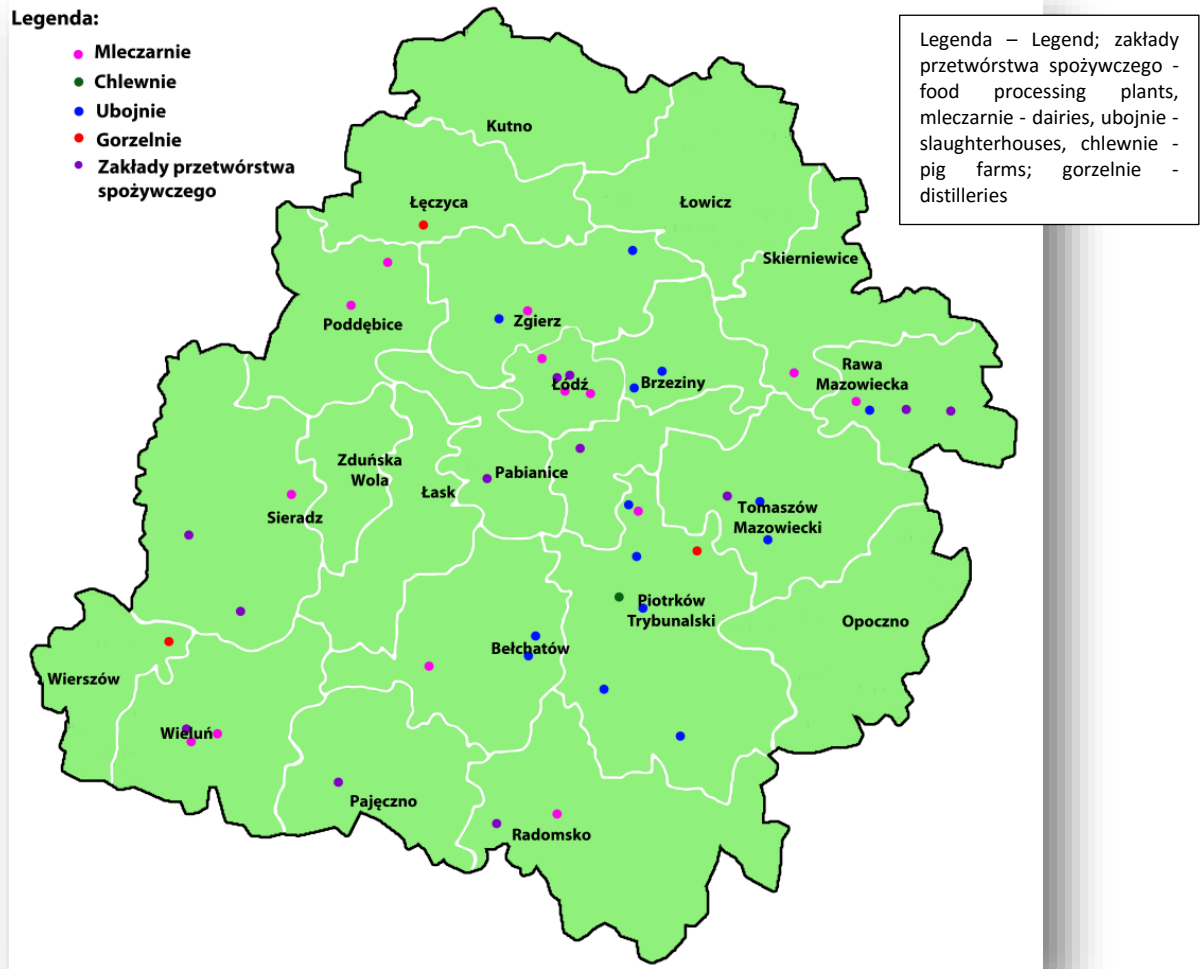 Legenda:
Mleczarnie
Chlewnie
Ubojnie
Gorzelnie
Zakłady przetwórstwa
spożywczego
Legenda – Legend; zakłady
przetwórstwa spożywczego -
food processing plants,
mleczarnie - dairies, ubojnie -
slaughterhouses, chlewnie -
pig farms; gorzelnie -
distilleries
Kutno
Łęczyca
Łowicz
Skierniewice
Poddębice
Zgierz
Łódź
Brzeziny
Rawa
Mazowiecka
Zduńska
Wola
Łask
Pabianice
Sieradz
Tomaszów
Mazowiecki
Piotrków
Trybunalski
Opoczno
Bełchatów
Wierszów
Wieluń
Pajęczno
Radomsko